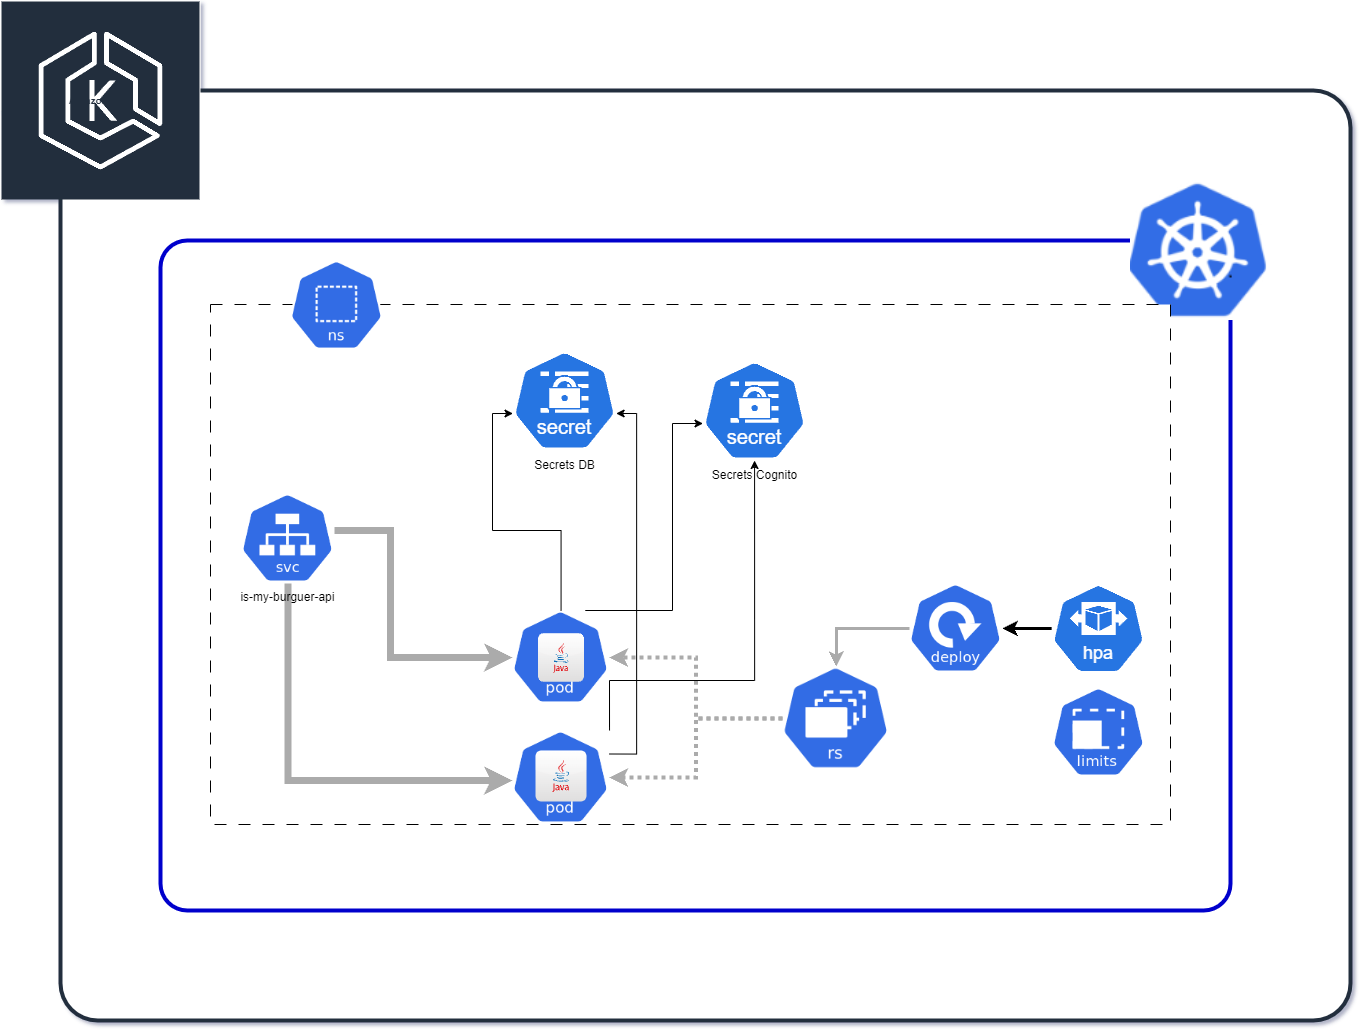 K
ns
secret
Secrets DB
secret
Secrets Cognito
svc
is-my-burguer-api
Java
pod
deploy
hpa
rs
limits
Java
pod